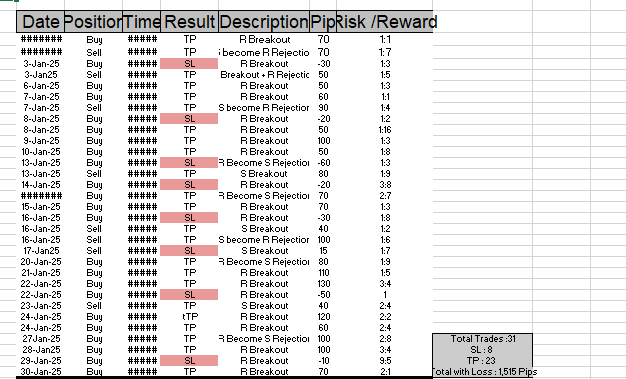 Date Position Time Result Description Pip Risk /Reward
####### Buy ##### TP R Breakout 70 1:1
####### Sell ##### TP become R Rejectio 70 1:7
3-Jan-25 Buy ##### SL R Breakout -30 1:3
3-Jan25 Sell ##### TP Breakout + R Rejectic 50 1:5
6-Jan-25 Buy ##### TP R Breakout 50 1:3
7-Jan-25 Buy ##### TP R Breakout 60 1:1
7-Jan-25 Sell ##### TP S become R Rejection 90 1:4
8-Jan-25 Buy ##### SL R Breakout -20 1:2
8-Jan-25 Buy ##### TP R Breakout 50 1:16
9-Jan-25 Buy ##### TP R Breakout 100 1:3
10-Jan-25 Buy ##### TP R Breakout 50 1:8
13-Jan-25 Buy ##### SL R Become S Rejection -60 1:3
13-Jan-25 Sell ##### TP S Breakout 80 1:9
14-Jan-25 Buy ##### SL R Breakout -20 3:8
####### Buy ##### TP R Become S Rejection 70 2:7
15-Jan-25 Buy ##### TP R Breakout 70 1:3
16-Jan-25 Buy ##### SL R Breakout -30 1:8
16-Jan-25 Sell ##### TP S Breakout 40 1:2
16-Jan-25 Sell ##### TP S become R Rejection 100 1:6
17-Jan25 Sell ##### SL S Breakout 15 1:7
20-Jan-25 Buy ##### TP R Become S Rejection 80 1:9
21-Jan-25 Buy ##### TP R Breakout 110 1:5
22-Jan-25 Buy ##### TP R Breakout 130 3:4
22-Jan-25 Buy ##### SL R Breakout -50 1
23-Jan-25 Sell ##### TP S Breakout 40 2:4
24-Jan-25 Buy ##### tTP R Breakout 120 2:2
24-Jan-25 Buy ##### TP R Breakout 60 2:4
27Jan-25 Buy ##### TP R Become S Rejection 100 2:8
28-Jan25 Buy ##### TP R Breakout 100 3:4
29-Jan-25 Buy ##### SL R Breakout -10 9:5
30-Jan-25 Buy ##### TP R Breakout 70 2:1
Total Trades :31
SL : 8
TP : 23
Total with Loss : 1,515 Pips